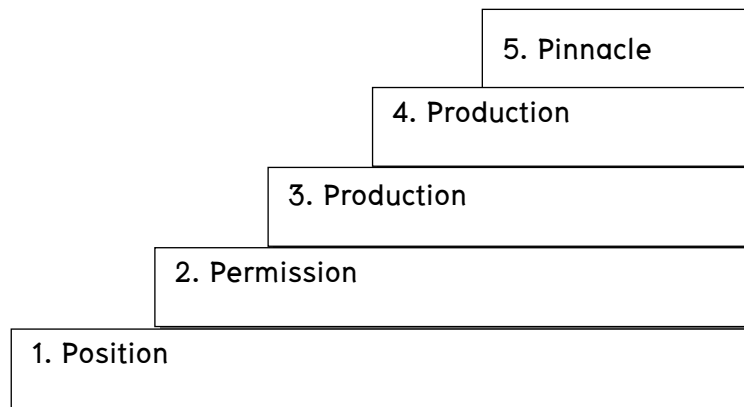 5. Pinnacle
4. Production
3. Production
2. Permission
1. Position